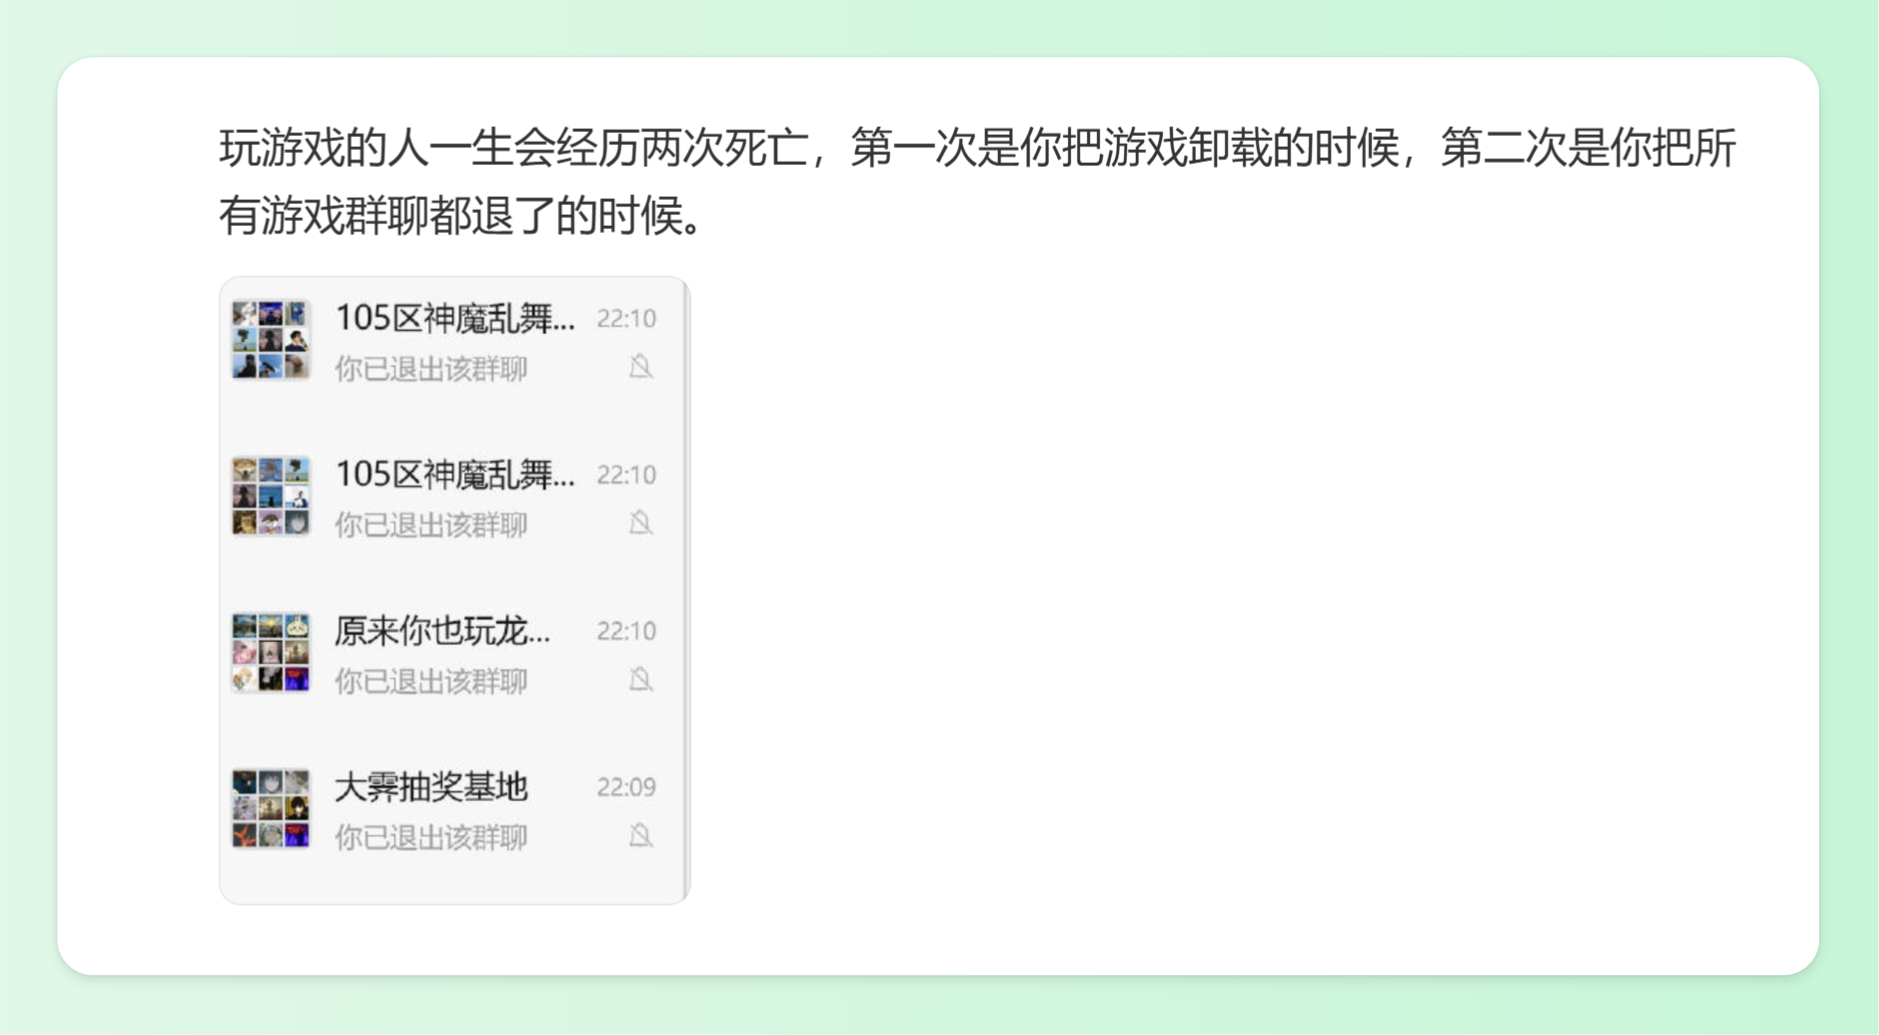 玩游戏的人一生会经历两次死亡，第一次是你把游戏卸载的时候，第二次是你把所
有游戏群聊都退了的时候。
105区神魔乱舞... 22:10
你已退出该群聊
105区神魔乱舞... 22:10
你已退出该群聊
原来你也玩龙... 22:10
你已退出该群聊
大霁抽奖基地 22:09
你已退出该群聊